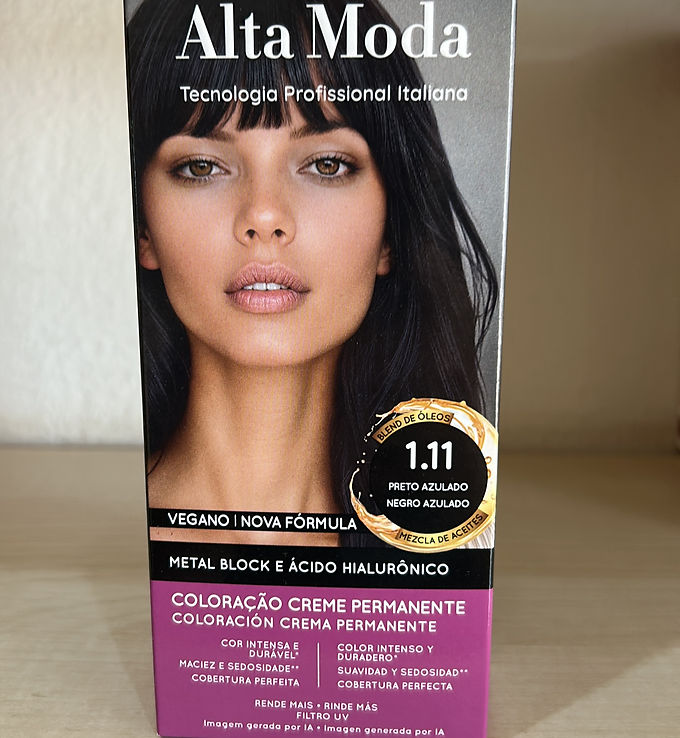 Alta Moda
Tecnologia Profissional Italiana
BLEND DE ÓLEOS
1.11
PRETO AZULADO
NEGRO AZULADO
MEZCLA DE ACEITES
VEGANO | NOVA FÓRMULA
METAL BLOCK E ÁCIDO HIALURÔNICO
COLORAÇÃO CREME PERMANENTE
COLORACIÓN CREMA PERMANENTE
COR INTENSA E
DURÁVEL*
MACIEZ E SEDOSIDADE**
COBERTURA PERFEITA
COLOR INTENSO Y
DURADERO*
SUAVIDAD Y SEDOSIDAD**
COBERTURA PERFECTA
RENDE MAIS • RINDE MÁS
FILTRO UV
Imagem gerada por IA • Imagen generada por IA